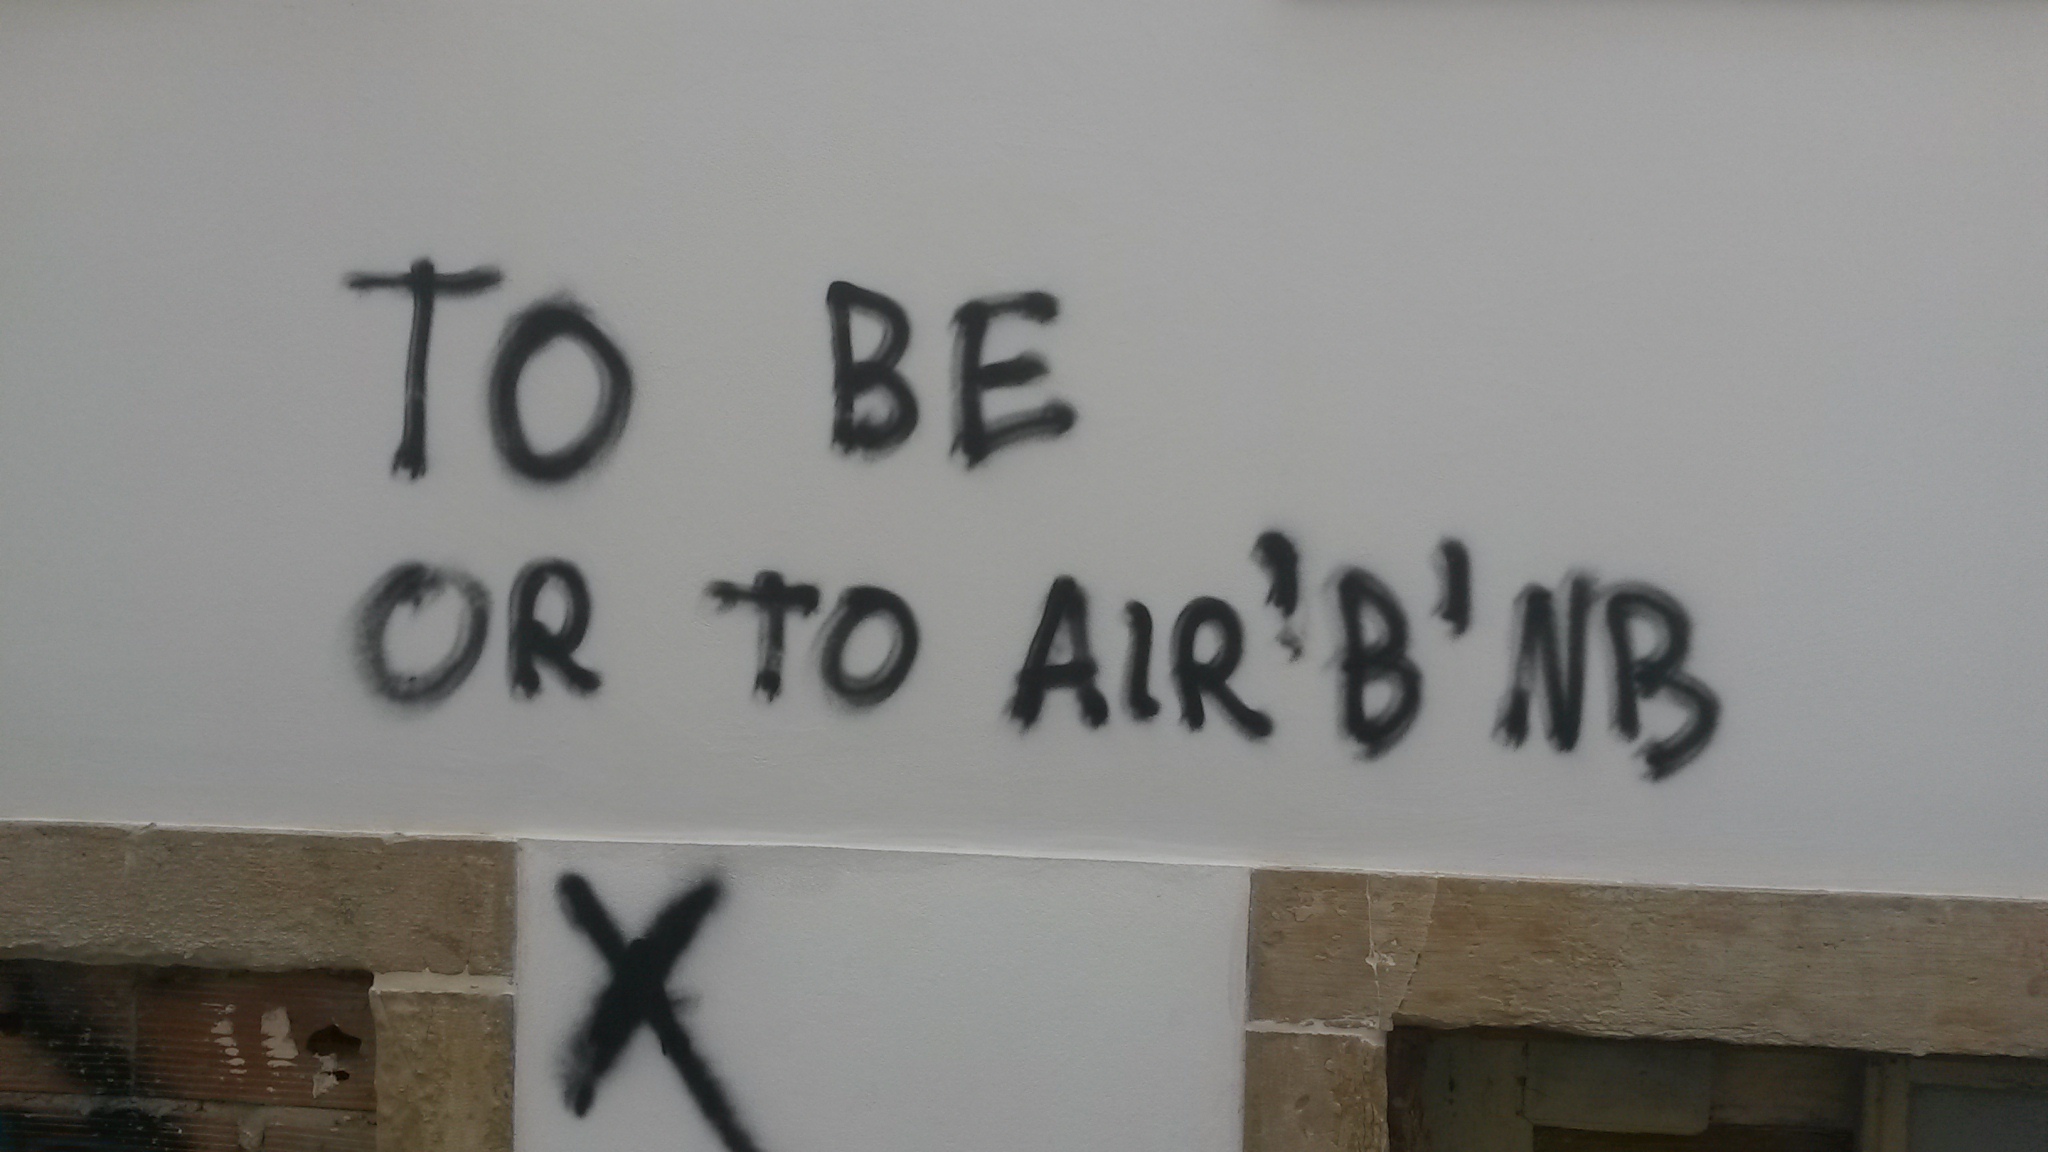 TO BE
OR TO AIR'B'NB
X